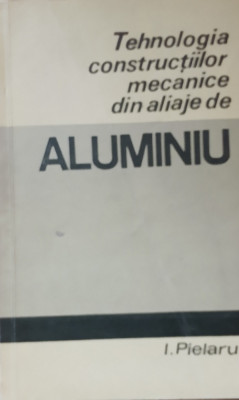 Tehnologia
construcțiilor
mecanice
din aliaje de
ALUMINIU
I. Pielaru